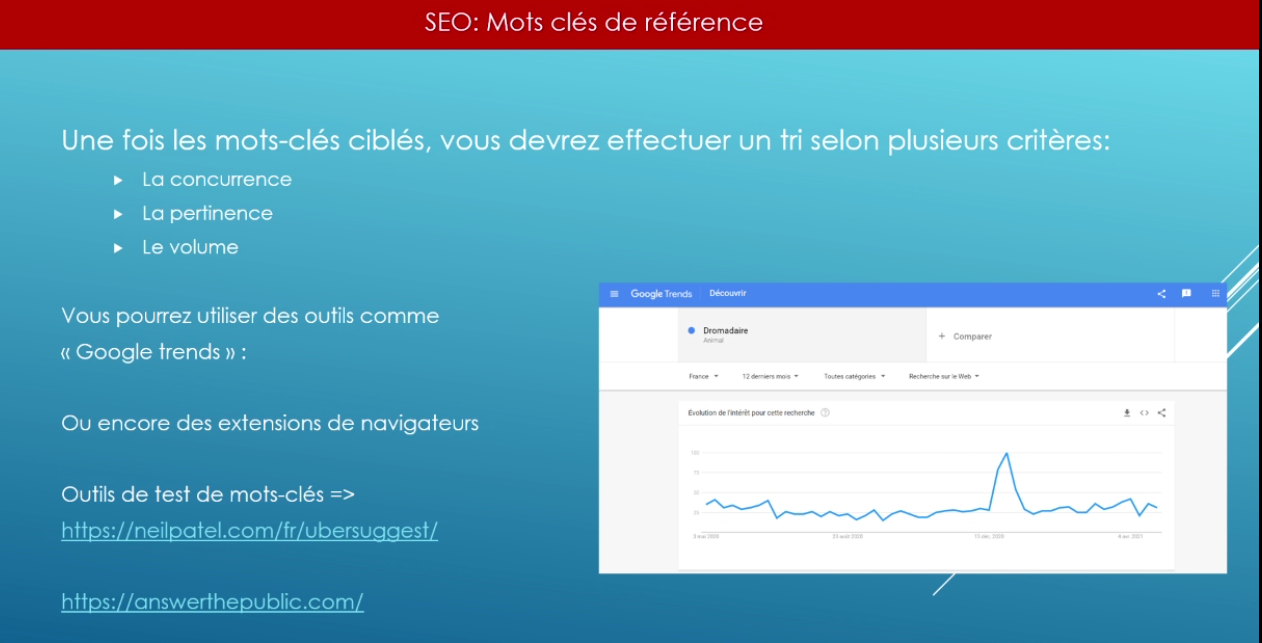 SEO: Mots clés de référence
Une fois les mots-clés ciblés, vous devrez effectuer un tri selon plusieurs critères:
La concurrence
La pertinence
Le volume
Vous pourrez utiliser des outils comme
« Google trends » :
Ou encore des extensions de navigateurs
Outils de test de mots-clés =>
https://neilpatel.com/fr/ubersuggest/
https://answerthepublic.com/
Google Trends Découvrir
Dromadaire
Animal
+ Comparer
France 12 derniers mois Toutes catégories Recherche sur le Web
Evolution de l'intérêt pour cette recherche
100
75
50
25
3 mai 2020 23 août 2020 13 déc. 2020 4 avr. 2021